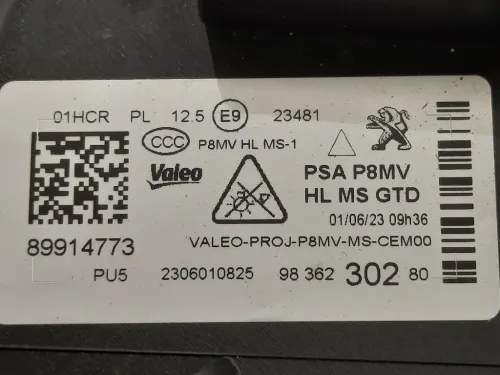 01HCR PL 12.5 E9 23481
CCC P8MV HL MS-1
Valeo PSA P8MV
HL MS GTD
01/06/23 09h36
89914773 VALEO-PROJ-P8MV-MS-CEM00
PU5 2306010825 98 362 302 80